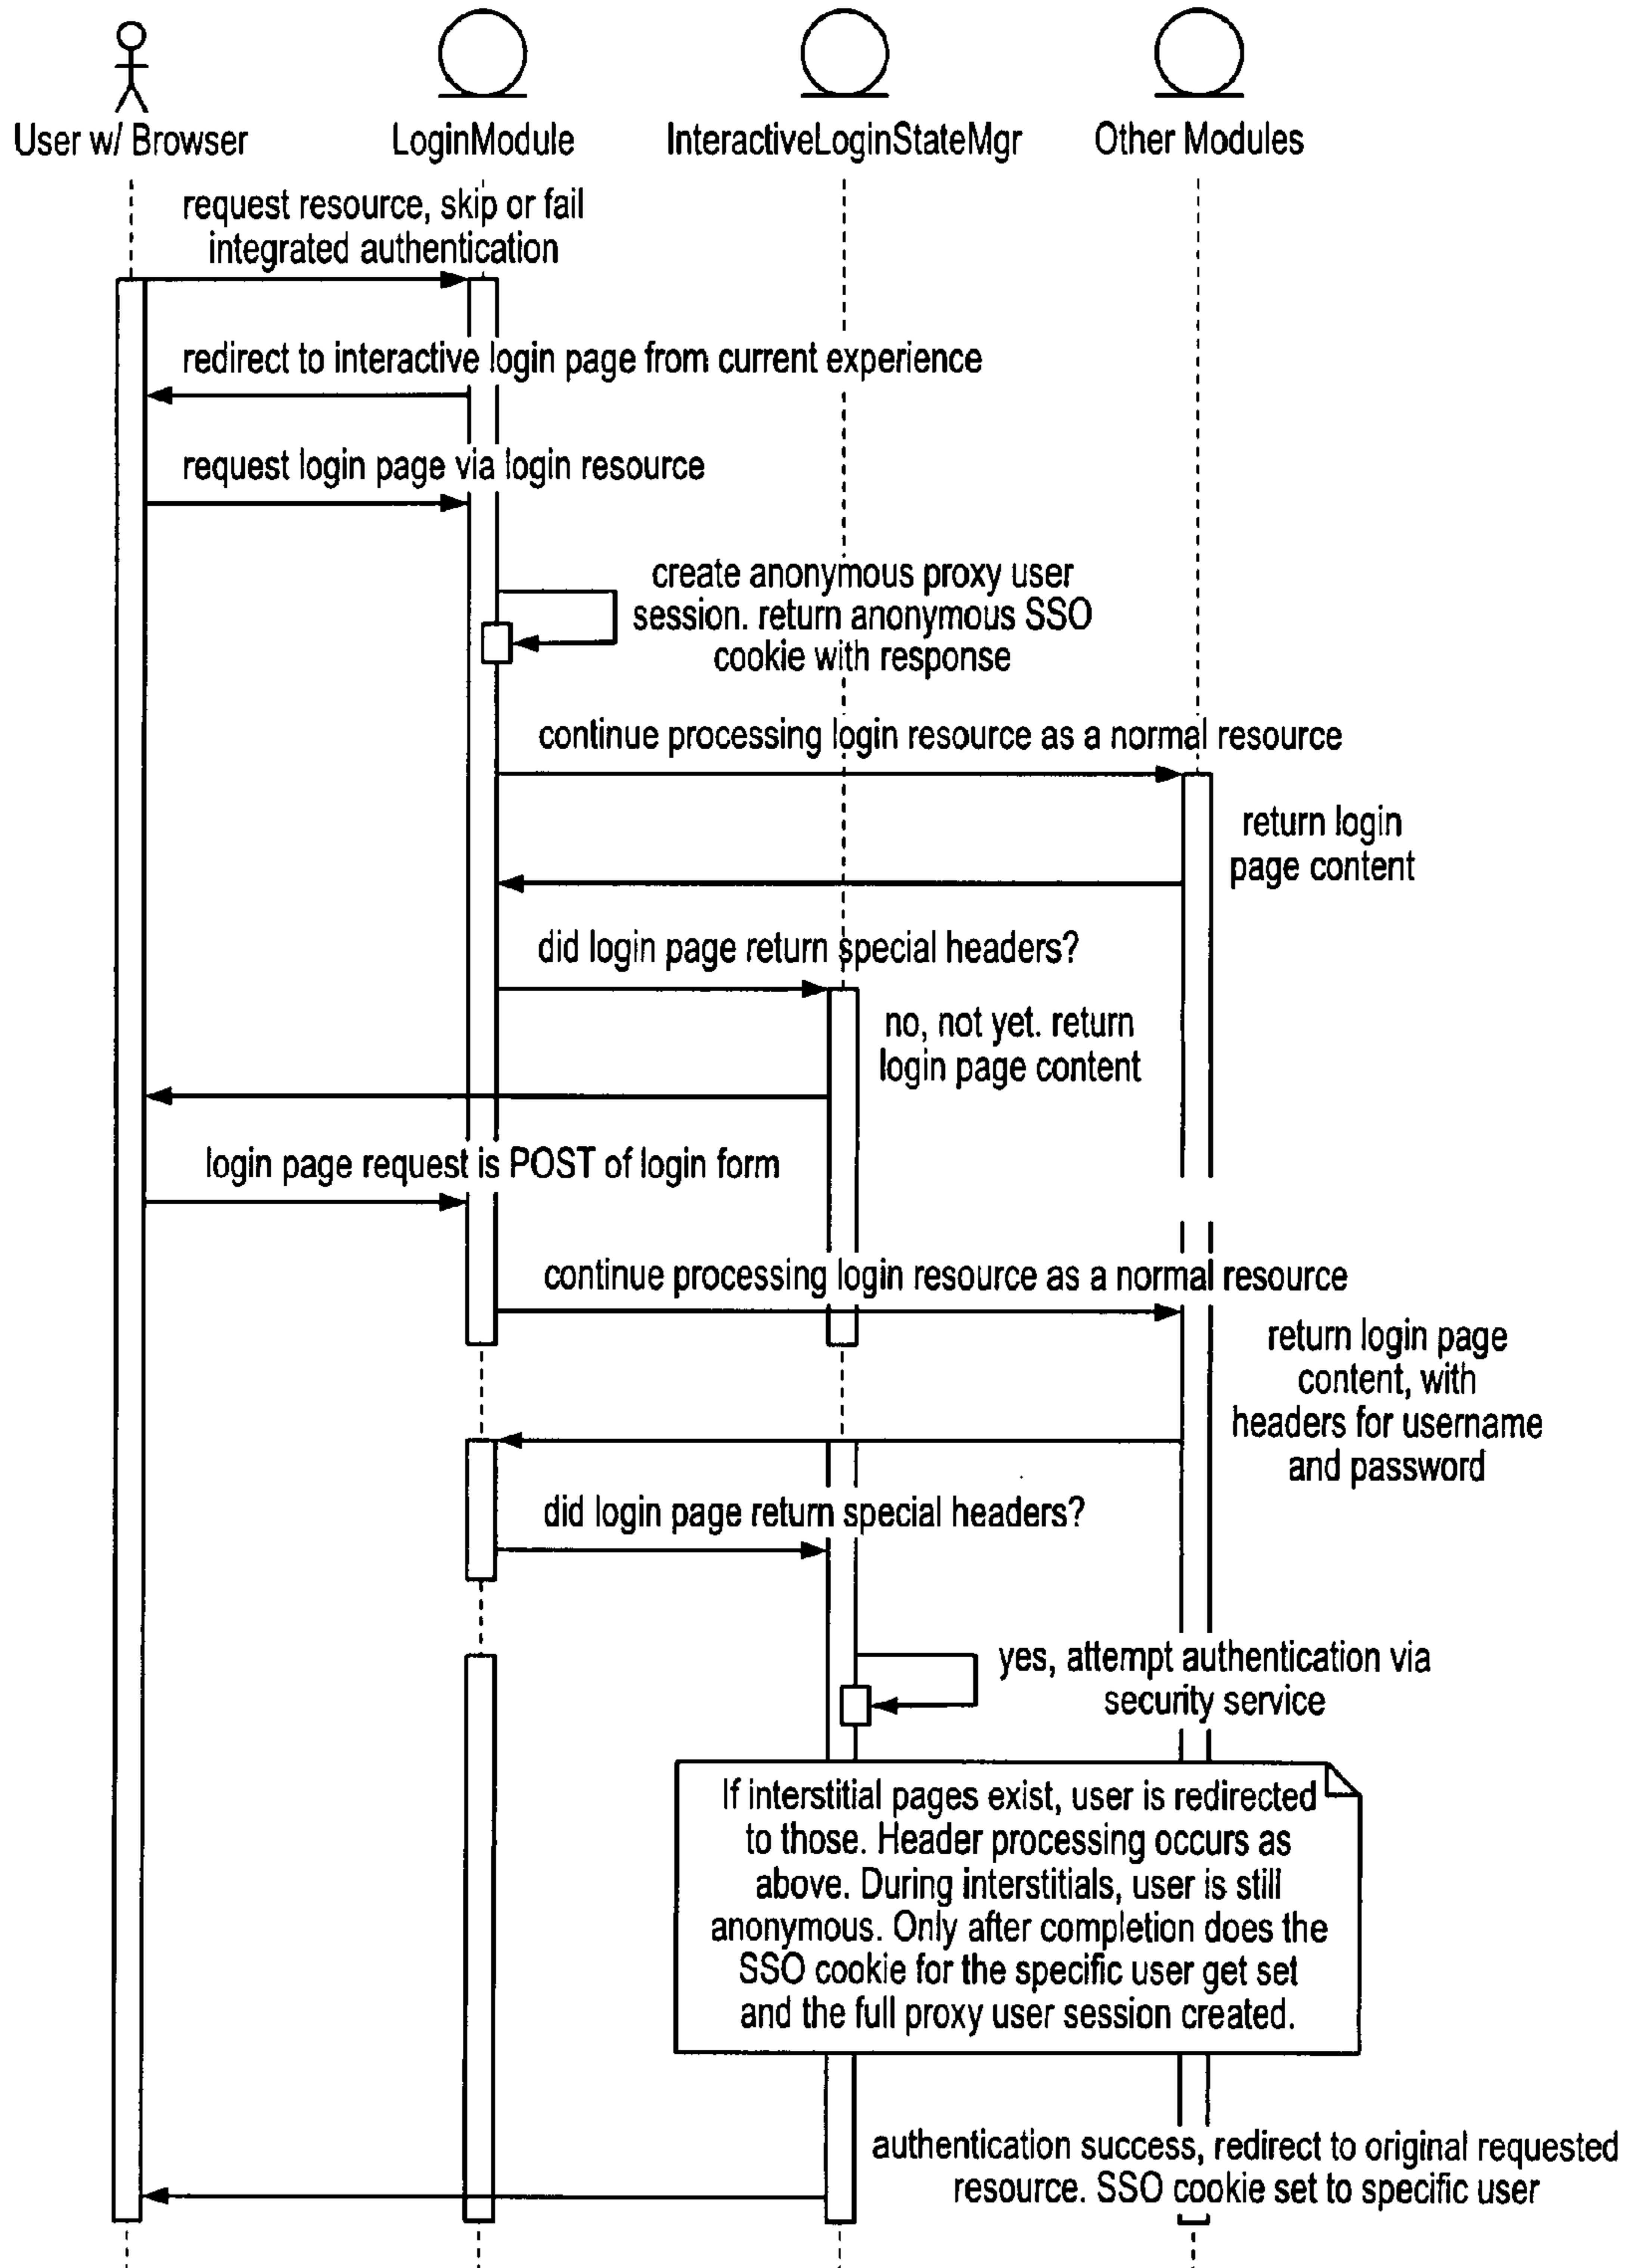 User w/ Browser
LoginModule
InteractiveLoginStateMgr
Other Modules
request resource, skip or fail
integrated authentication
redirect to interactive login page from current experience
request login page via login resource
create anonymous proxy user
session. return anonymous SSO
cookie with response
continue processing login resource as a normal resource
return login
page content
did login page return special headers?
no, not yet. return
login page content
login page request is POST of login form
continue processing login resource as a normal resource
return login page
content, with
headers for username
and password
did login page return special headers?
yes, attempt authentication via
security service
If interstitial pages exist, user is redirected
to those. Header processing occurs as
above. During interstitials, user is still
anonymous. Only after completion does the
SSO cookie for the specific user get set
and the full proxy user session created.
authentication success, redirect to original requested
resource. SSO cookie set to specific user